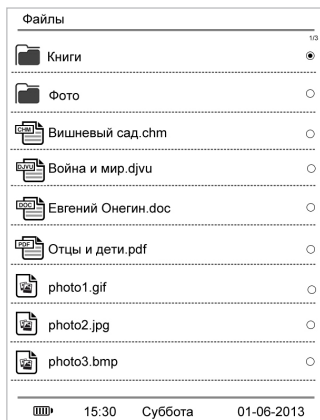 Файлы
1/3
Книги
Фото
CHM Вишневый сад.chm
DJVU Война и мир.djvu
DOC Евгений Онегин.doc
PDF Отцы и дети.pdf
photo1.gif
photo2.jpg
photo3.bmp
15:30 Суббота 01-06-2013